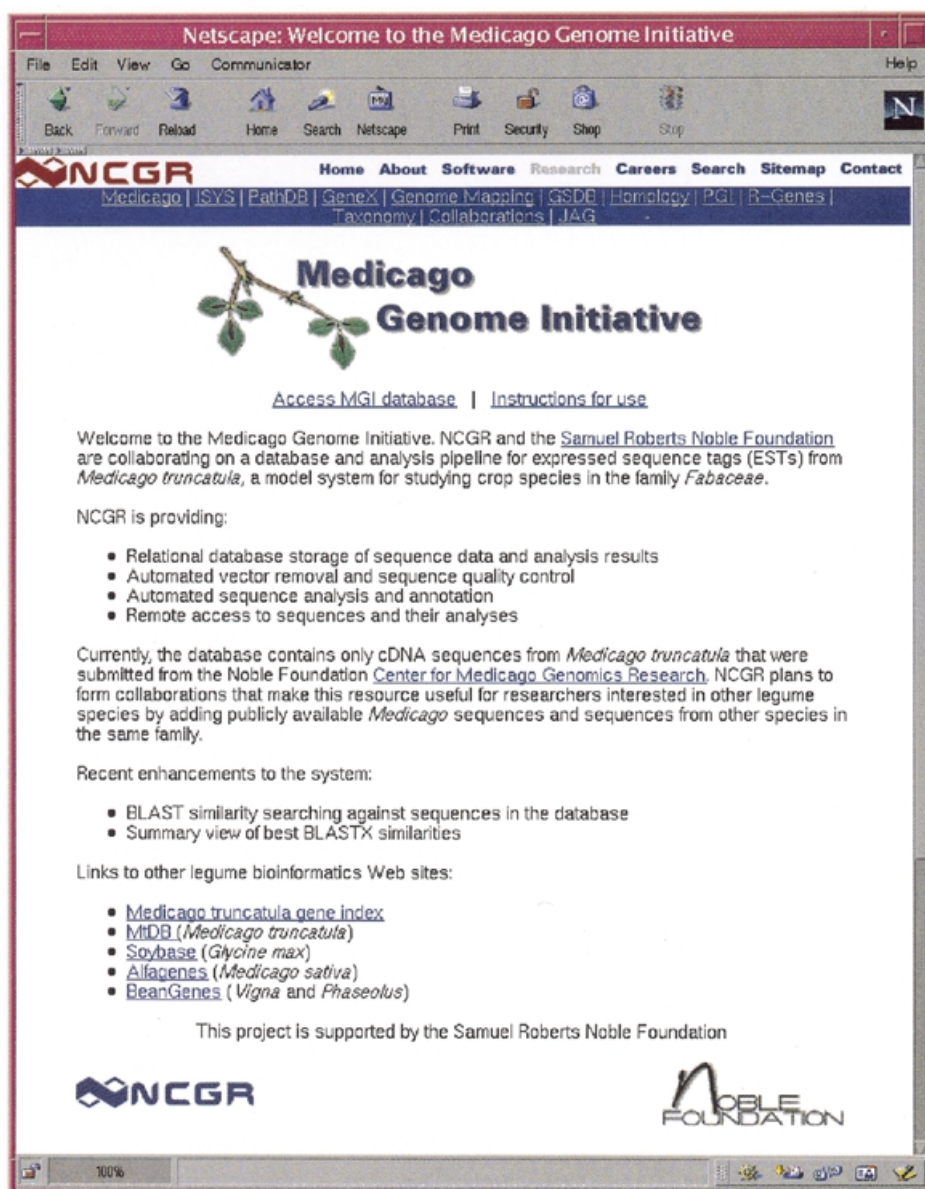 Netscape: Welcome to the Medicago Genome Initiative
File Edit View Go Communicator Help
Back Forward Reload Home Search Netscape Print Security Shop Stop
N
NCGR Home About Software Research Careers Search Sitemap Contact
Medicago | ISYS | PathDB | GeneX | Genome Mapping | GSDB | Homology | PGI | R-Genes |
Taxonomy | Collaborations | JAG
Medicago
Genome Initiative
Access MGI database | Instructions for use
Welcome to the Medicago Genome Initiative. NCGR and the Samuel Roberts Noble Foundation
are collaborating on a database and analysis pipeline for expressed sequence tags (ESTs) from
Medicago truncatula, a model system for studying crop species in the family Fabaceae.
NCGR is providing:
• Relational database storage of sequence data and analysis results
• Automated vector removal and sequence quality control
• Automated sequence analysis and annotation
• Remote access to sequences and their analyses
Currently, the database contains only cDNA sequences from Medicago truncatula that were
submitted from the Noble Foundation Center for Medicago Genomics Research. NCGR plans to
form collaborations that make this resource useful for researchers interested in other legume
species by adding publicly available Medicago sequences and sequences from other species in
the same family.
Recent enhancements to the system:
• BLAST similarity searching against sequences in the database
• Summary view of best BLASTX similarities
Links to other legume bioinformatics Web sites:
• Medicago truncatula gene index
• MtDB (Medicago truncatula)
• Soybase (Glycine max)
• Alfagenes (Medicago sativa)
• BeanGenes (Vigna and Phaseolus)
This project is supported by the Samuel Roberts Noble Foundation
NCGR
NOBLE
FOUNDATION
100%